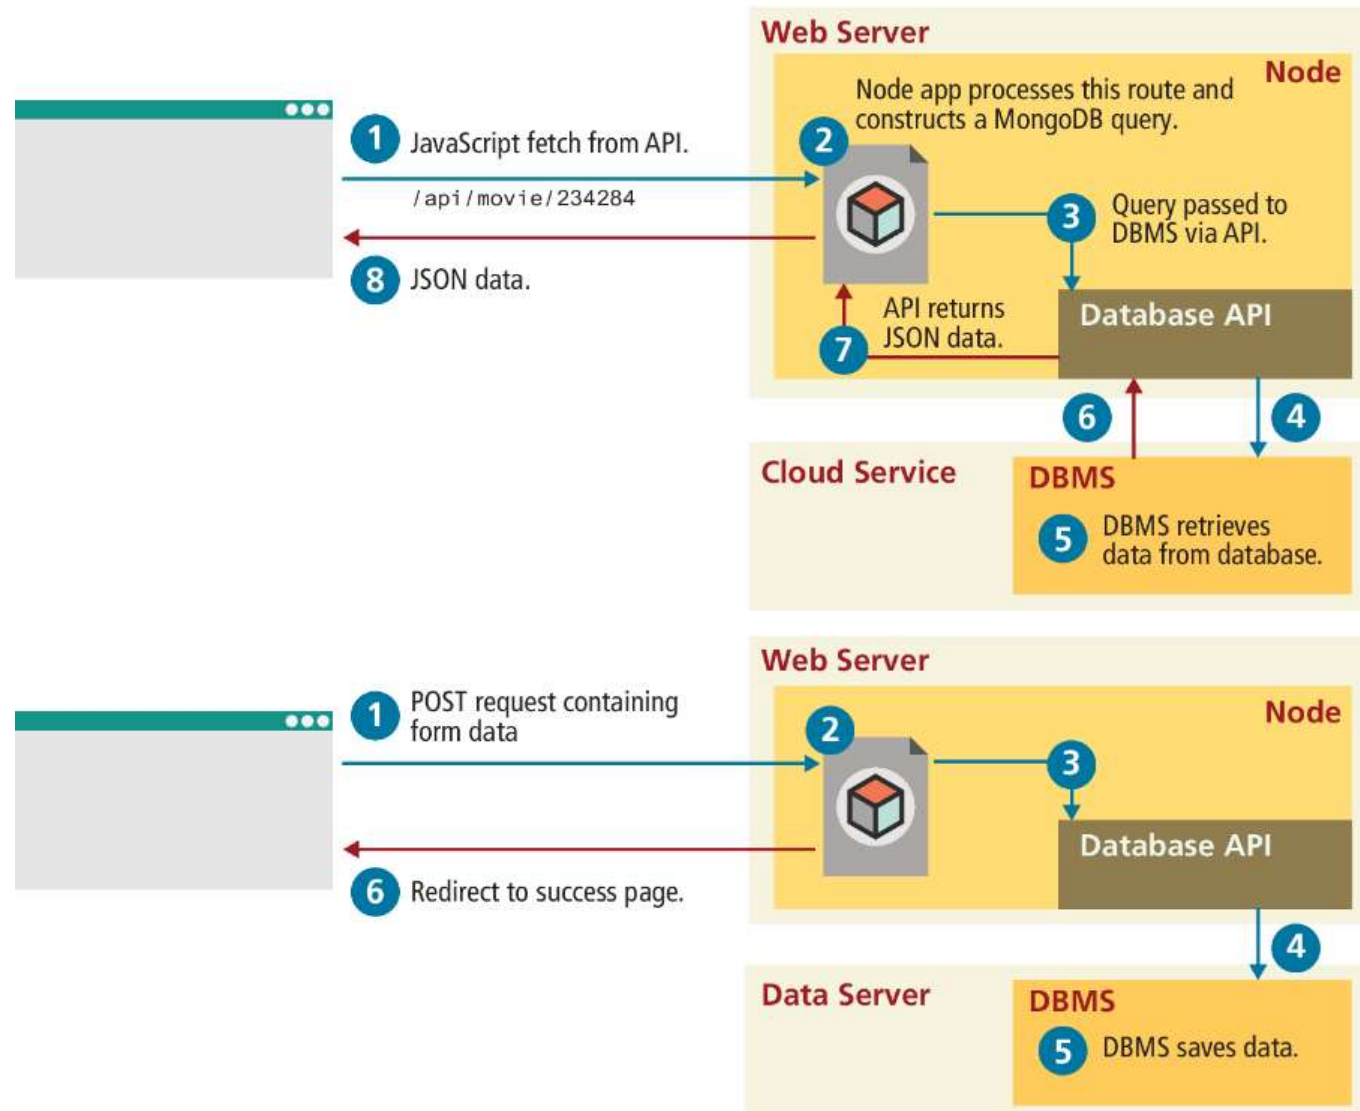 Web Server
Node
Node app processes this route and
constructs a MongoDB query.
1
JavaScript fetch from API.
/api/movie/234284
2
3
Query passed to
DBMS via API.
8
JSON data.
API returns
JSON data.
7
Database API
6
4
Cloud Service
DBMS
5
DBMS retrieves
data from database.
Web Server
Node
1
POST request containing
form data
2
3
Database API
6
Redirect to success page.
4
Data Server
DBMS
5
DBMS saves data.